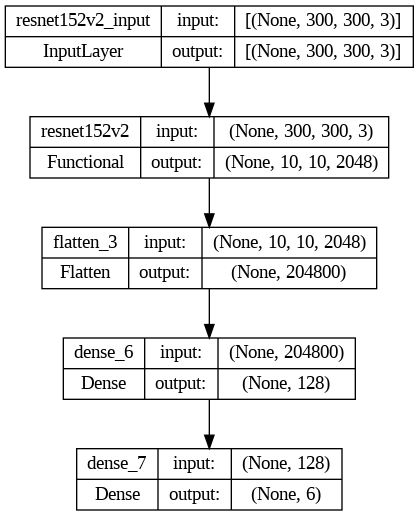 resnet152v2_input input: [(None, 300, 300, 3)]
InputLayer output: [(None, 300, 300, 3)]
resnet152v2 input: (None, 300, 300, 3)
Functional output: (None, 10, 10, 2048)
flatten_3 input: (None, 10, 10, 2048)
Flatten output: (None, 204800)
dense_6 input: (None, 204800)
Dense output: (None, 128)
dense_7 input: (None, 128)
Dense output: (None, 6)